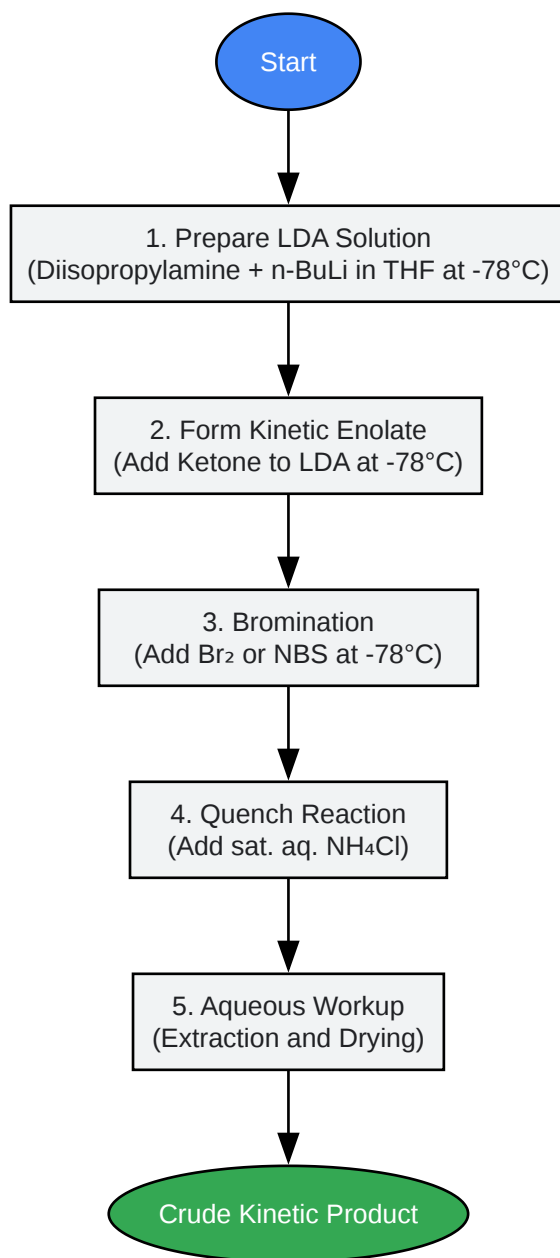 Start
1. Prepare LDA Solution
(Diisopropylamine + n-BuLi in THF at -78°C)
2. Form Kinetic Enolate
(Add Ketone to LDA at -78°C)
3. Bromination
(Add Br₂ or NBS at -78°C)
4. Quench Reaction
(Add sat. aq. NH₄Cl)
5. Aqueous Workup
(Extraction and Drying)
Crude Kinetic Product